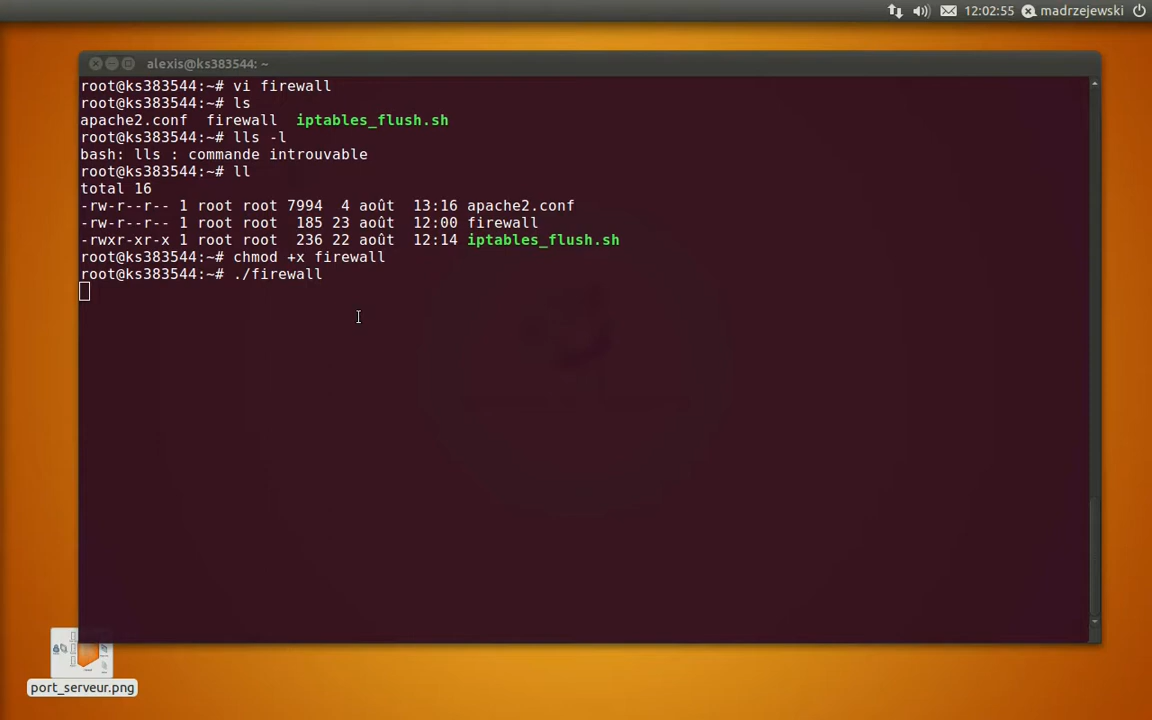 12:02:55 madrzejewski
alexis@ks383544: ~
root@ks383544:~# vi firewall
root@ks383544:~# ls
apache2.conf  firewall  iptables_flush.sh
root@ks383544:~# lls -l
bash: lls : commande introuvable
root@ks383544:~# ll
total 16
-rw-r--r-- 1 root root 7994  4 août  13:16 apache2.conf
-rw-r--r-- 1 root root  185 23 août  12:00 firewall
-rwxr-xr-x 1 root root  236 22 août  12:14 iptables_flush.sh
root@ks383544:~# chmod +x firewall
root@ks383544:~# ./firewall
port_serveur.png